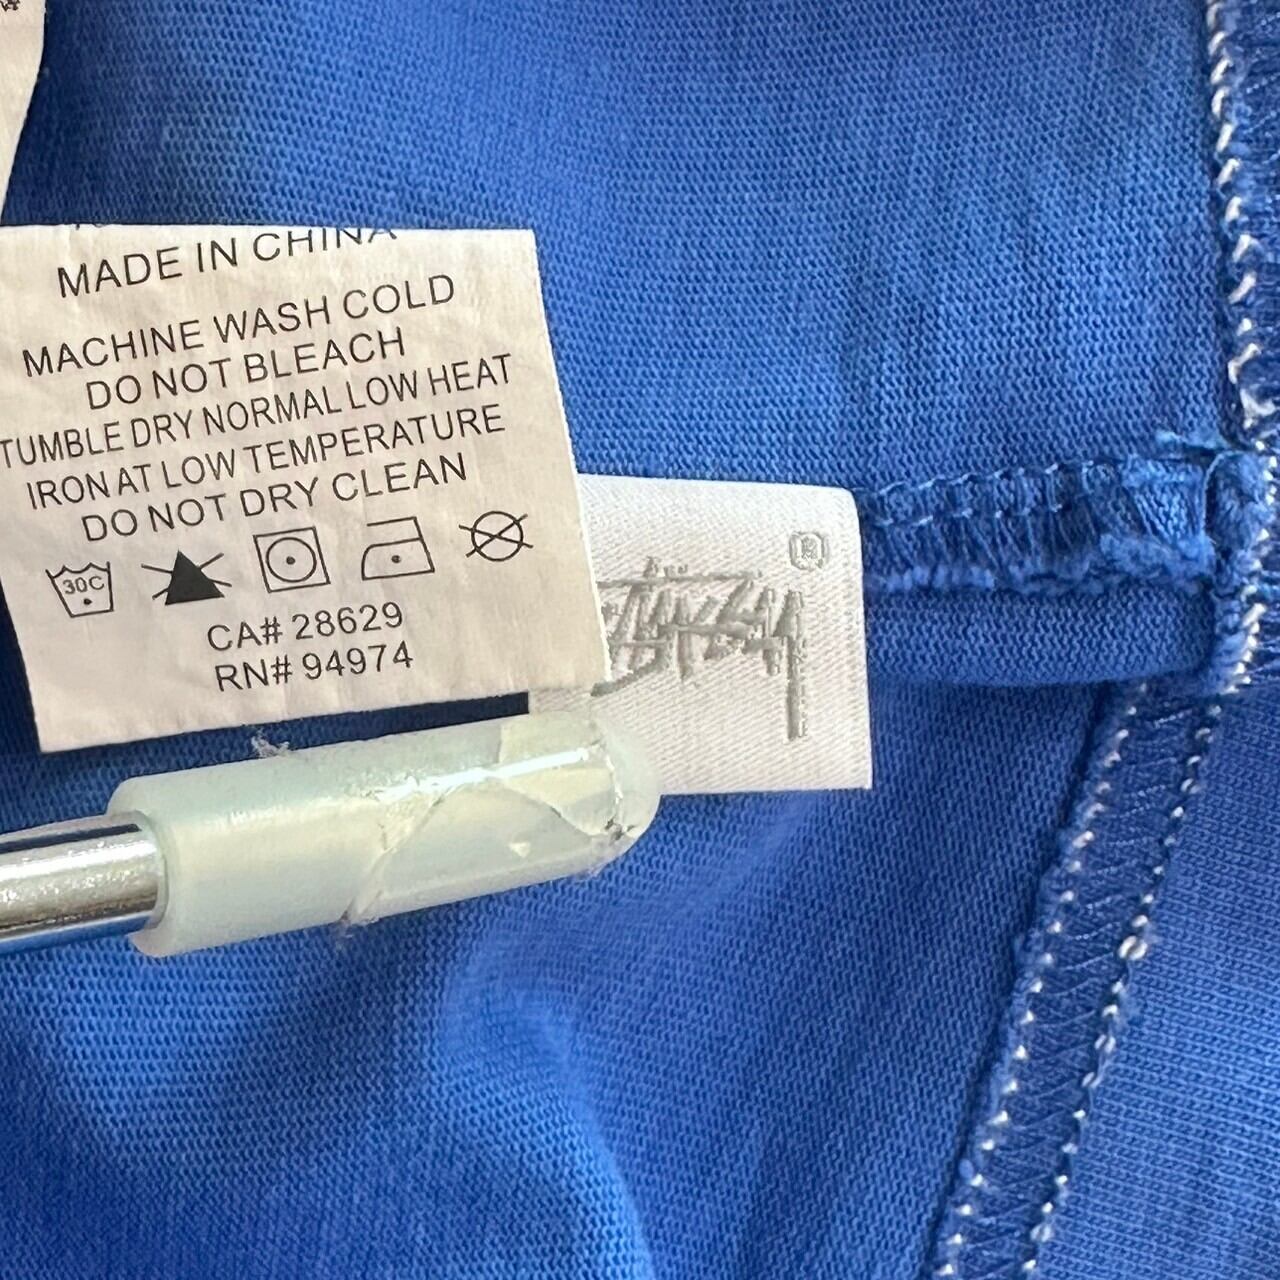 MADE IN CHINA
MACHINE WASH COLD
DO NOT BLEACH
TUMBLE DRY NORMAL LOW HEAT
IRON AT LOW TEMPERATURE
DO NOT DRY CLEAN
30C
CA# 28629
RN# 94974
Stüssy ®